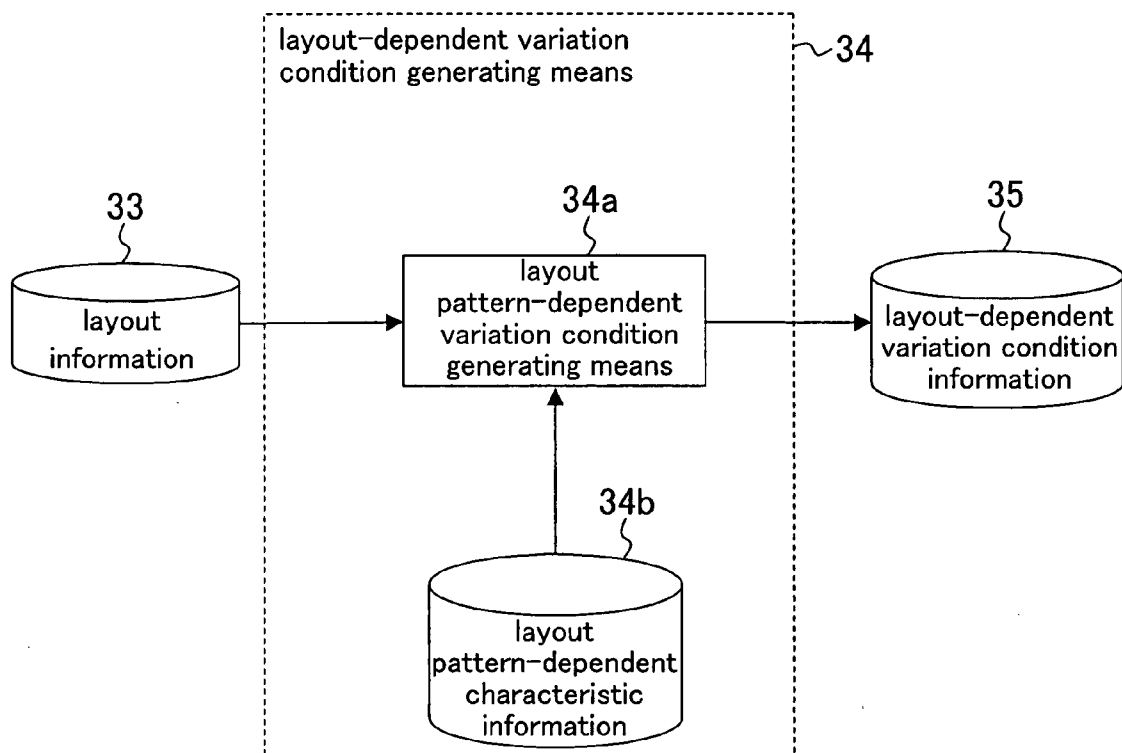 layout-dependent variation
condition generating means
34
33
layout
information
34a
layout
pattern-dependent
variation condition
generating means
35
layout-dependent
variation condition
information
34b
layout
pattern-dependent
characteristic
information